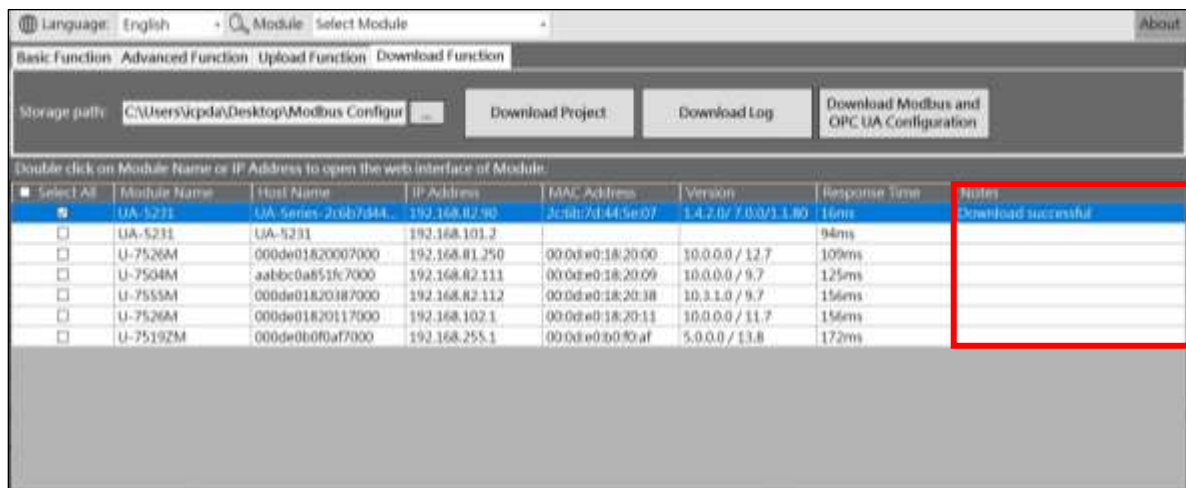 Language: English Module Select Module About
Basic Function Advanced Function Upload Function Download Function
Storage path: C:\Users\icpda\Desktop\Modbus Configur ... Download Project Download Log Download Modbus and
OPC UA Configuration
Double click on Module Name or IP Address to open the web interface of Module.
Select All Module Name Host Name IP Address MAC Address Version Response Time Notes
UA-5231 UA-Series-2c6b7d44... 192.168.82.90 2c:6b:7d:44:5e:07 1.4.2.0/ 7.0.0/1.1.80 16ms Download successful
UA-5231 UA-5231 192.168.101.2 94ms
U-7526M 000de01820007000 192.168.81.250 00:0d:e0:18:20:00 10.0.0.0 / 12.7 109ms
U-7504M aabbc0a851fc7000 192.168.82.111 00:0d:e0:18:20:09 10.0.0.0 / 9.7 125ms
U-7555M 000de01820387000 192.168.82.112 00:0d:e0:18:20:38 10.3.1.0 / 9.7 156ms
U-7526M 000de01820117000 192.168.102.1 00:0d:e0:18:20:11 10.0.0.0 / 11.7 156ms
U-7519ZM 000de0b0f0af7000 192.168.255.1 00:0d:e0:b0:f0:af 5.0.0.0 / 13.8 172ms